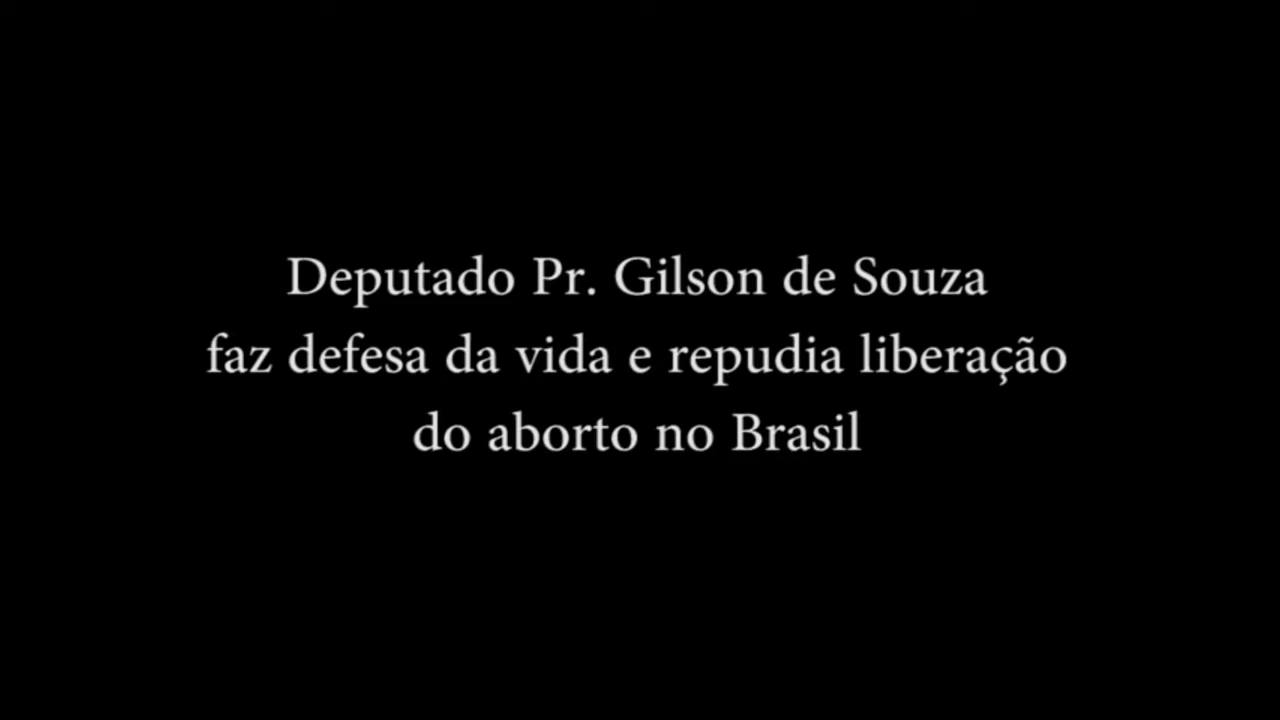 Deputado Pr. Gilson de Souza
faz defesa da vida e repudia liberação
do aborto no Brasil